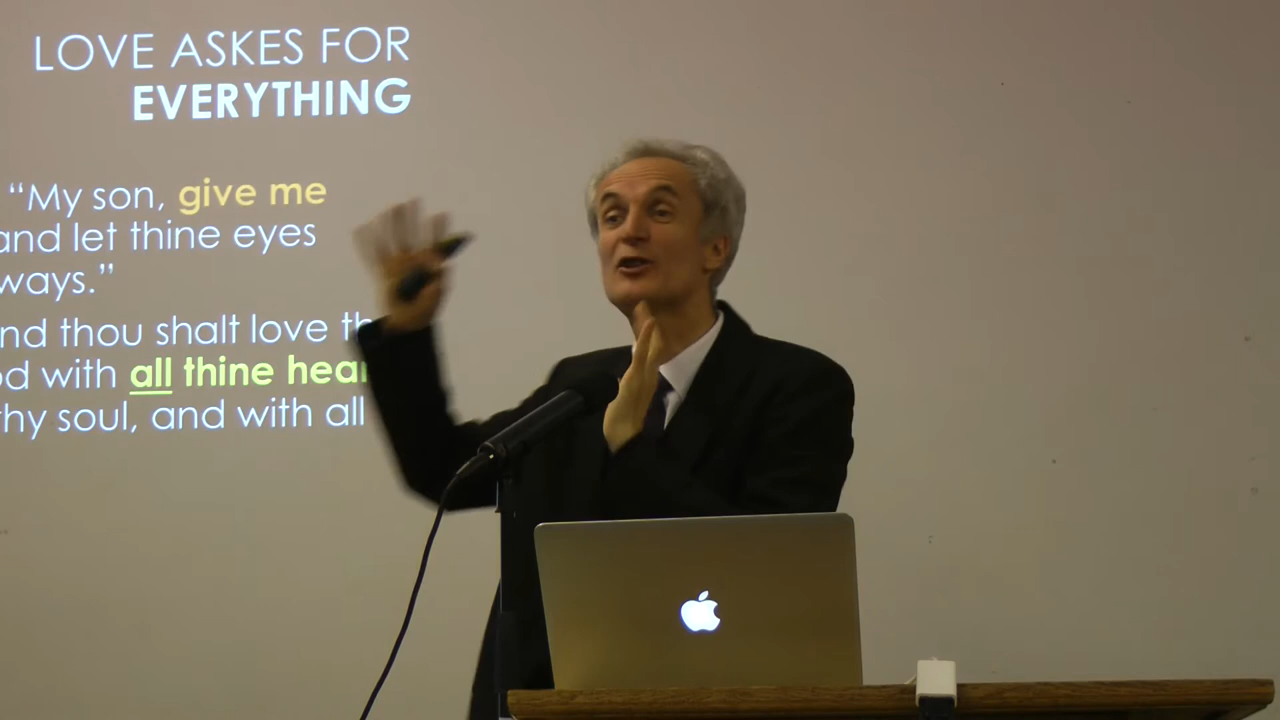 LOVE ASKES FOR
EVERYTHING
“My son, give me
and let thine eyes
ways.”
nd thou shalt love th
d with all thine hear
hy soul, and with all